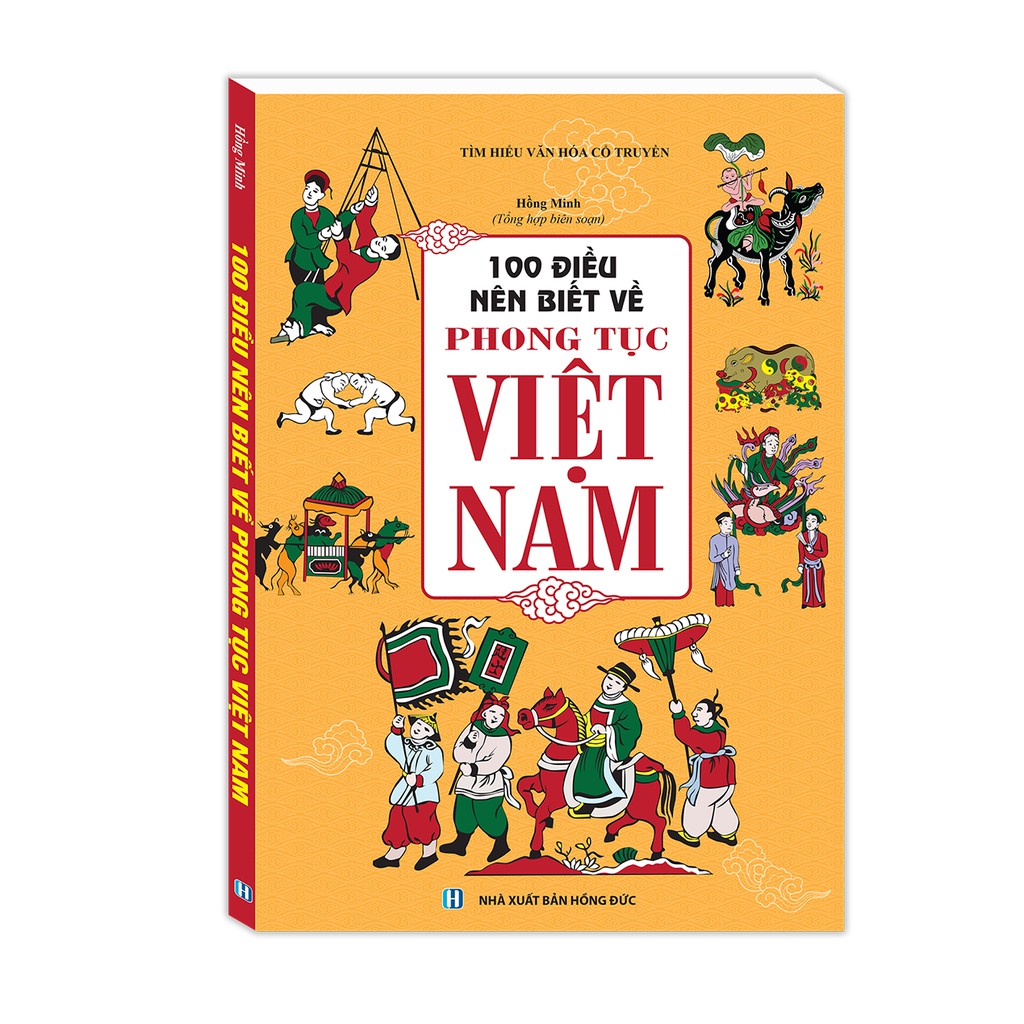 TÌM HIỂU VĂN HÓA CỔ TRUYỀN
Hồng Minh
(Tổng hợp biên soạn)
100 ĐIỀU
NÊN BIẾT VỀ
PHONG TỤC
VIỆT
NAM
H NHÀ XUẤT BẢN HỒNG ĐỨC
Hồng Minh
100 ĐIỀU NÊN BIẾT VỀ PHONG TỤC VIỆT NAM
H